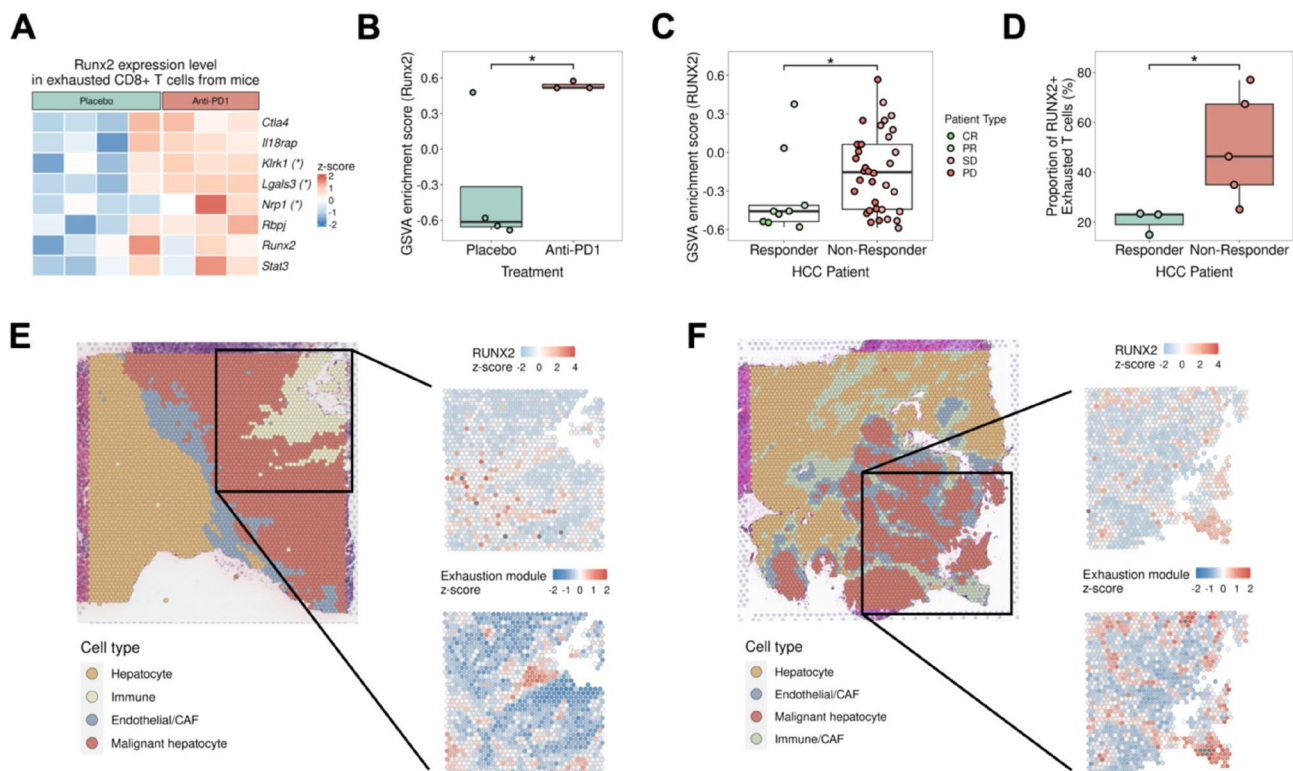 A
Runx2 expression level
in exhausted CD8+ T cells from mice
Placebo
Anti-PD1
Ctla4
Il18rap
Klrk1 (*)
Lgals3 (*)
Nrp1 (*)
Rbpj
Runx2
Stat3
z-score
2
1
0
-1
-2
B
GSVA enrichment score (Runx2)
0.6
0.0
-0.3
-0.6
*
Placebo
Anti-PD1
Treatment
C
GSVA enrichment score (RUNX2)
0.6
0.0
-0.3
-0.6
*
Responder
Non-Responder
HCC Patient
Patient Type
CR
PR
SD
PD
D
Proportion of RUNX2+
Exhausted T cells (%)
80
60
40
20
0
*
Responder
Non-Responder
HCC Patient
E
RUNX2
z-score
-2 0 2 4
Exhaustion module
z-score
-2 -1 0 1 2
Cell type
Hepatocyte
Immune
Endothelial/CAF
Malignant hepatocyte
F
RUNX2
z-score
-2 0 2 4
Exhaustion module
z-score
-2 -1 0 1 2
Cell type
Hepatocyte
Endothelial/CAF
Malignant hepatocyte
Immune/CAF